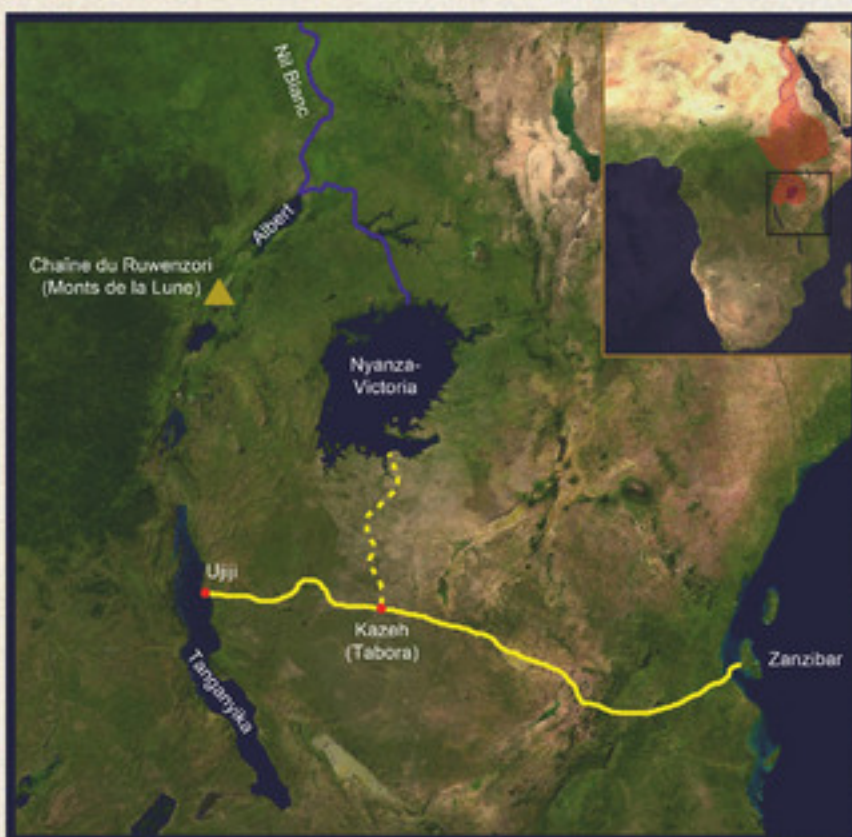 Nil Blanc
Albert
Chaîne du Ruwenzori
(Monts de la Lune)
Nyanza-
Victoria
Ujiji
Kazeh
(Tabora)
Zanzibar
Tanganyika